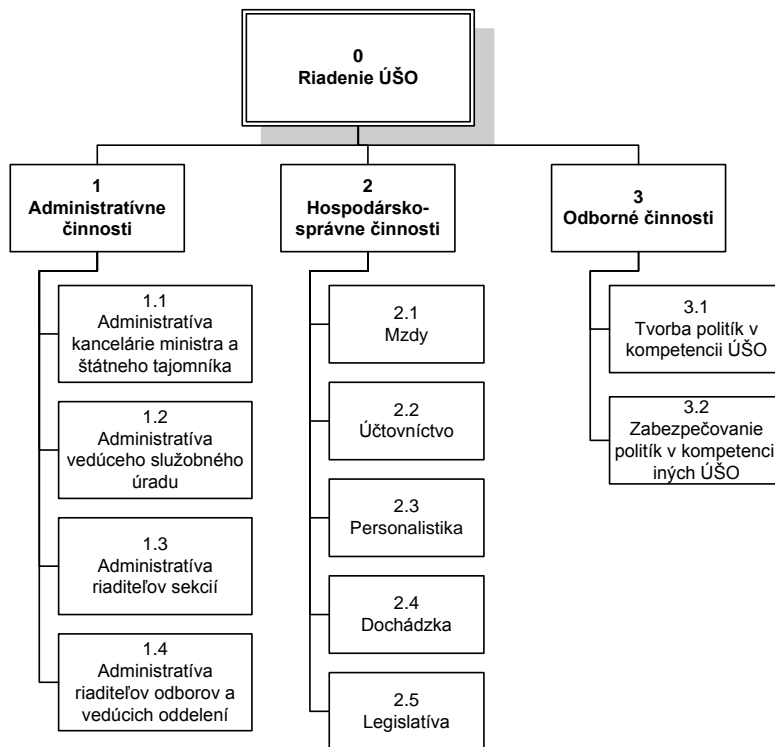 0
Riadenie ÚŠO
1
Administratívne
činnosti
1.1
Administratíva
kancelárie ministra a
štátneho tajomníka
1.2
Administratíva
vedúceho služobného
úradu
1.3
Administratíva
riaditeľov sekcií
1.4
Administratíva
riaditeľov odborov a
vedúcich oddelení
2
Hospodársko-
správne činnosti
2.1
Mzdy
2.2
Účtovníctvo
2.3
Personalistika
2.4
Dochádzka
2.5
Legislatíva
3
Odborné činnosti
3.1
Tvorba politík v
kompetencii ÚŠO
3.2
Zabezpečovanie
politík v kompetenci
iných ÚŠO